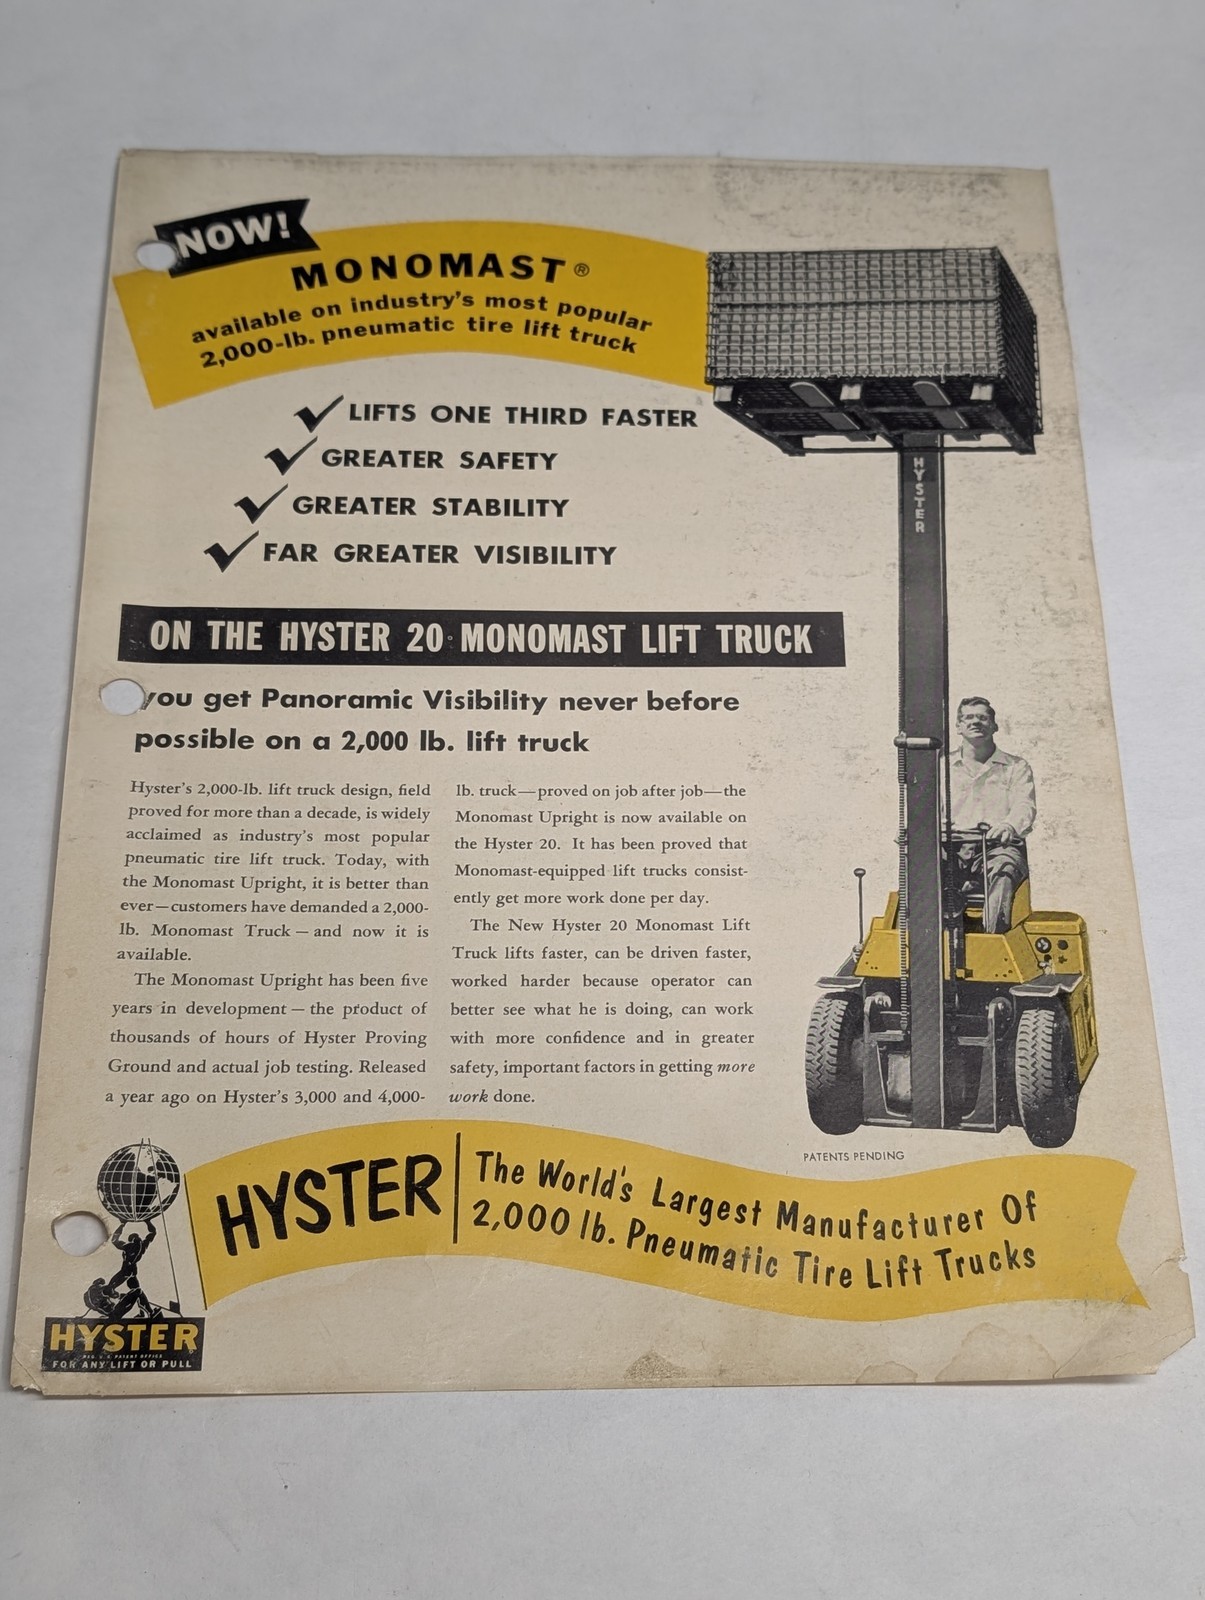 NOW!
MONOMAST®
available on industry's most popular
2,000-lb. pneumatic tire lift truck
LIFTS ONE THIRD FASTER
GREATER SAFETY
GREATER STABILITY
FAR GREATER VISIBILITY
HYSTER
ON THE HYSTER 20 MONOMAST LIFT TRUCK
you get Panoramic Visibility never before
possible on a 2,000 lb. lift truck
Hyster's 2,000-lb. lift truck design, field
proved for more than a decade, is widely
acclaimed as industry's most popular
pneumatic tire lift truck. Today, with
the Monomast Upright, it is better than
ever—customers have demanded a 2,000-
lb. Monomast Truck — and now it is
available.
The Monomast Upright has been five
years in development — the product of
thousands of hours of Hyster Proving
Ground and actual job testing. Released
a year ago on Hyster's 3,000 and 4,000-
lb. truck—proved on job after job—the
Monomast Upright is now available on
the Hyster 20. It has been proved that
Monomast-equipped lift trucks consist-
ently get more work done per day.
The New Hyster 20 Monomast Lift
Truck lifts faster, can be driven faster,
worked harder because operator can
better see what he is doing, can work
with more confidence and in greater
safety, important factors in getting more
work done.
PATENTS PENDING
HYSTER
The World's Largest Manufacturer Of
2,000 lb. Pneumatic Tire Lift Trucks
HYSTER
REG. U. S. PATENT OFFICE
FOR ANY LIFT OR PULL